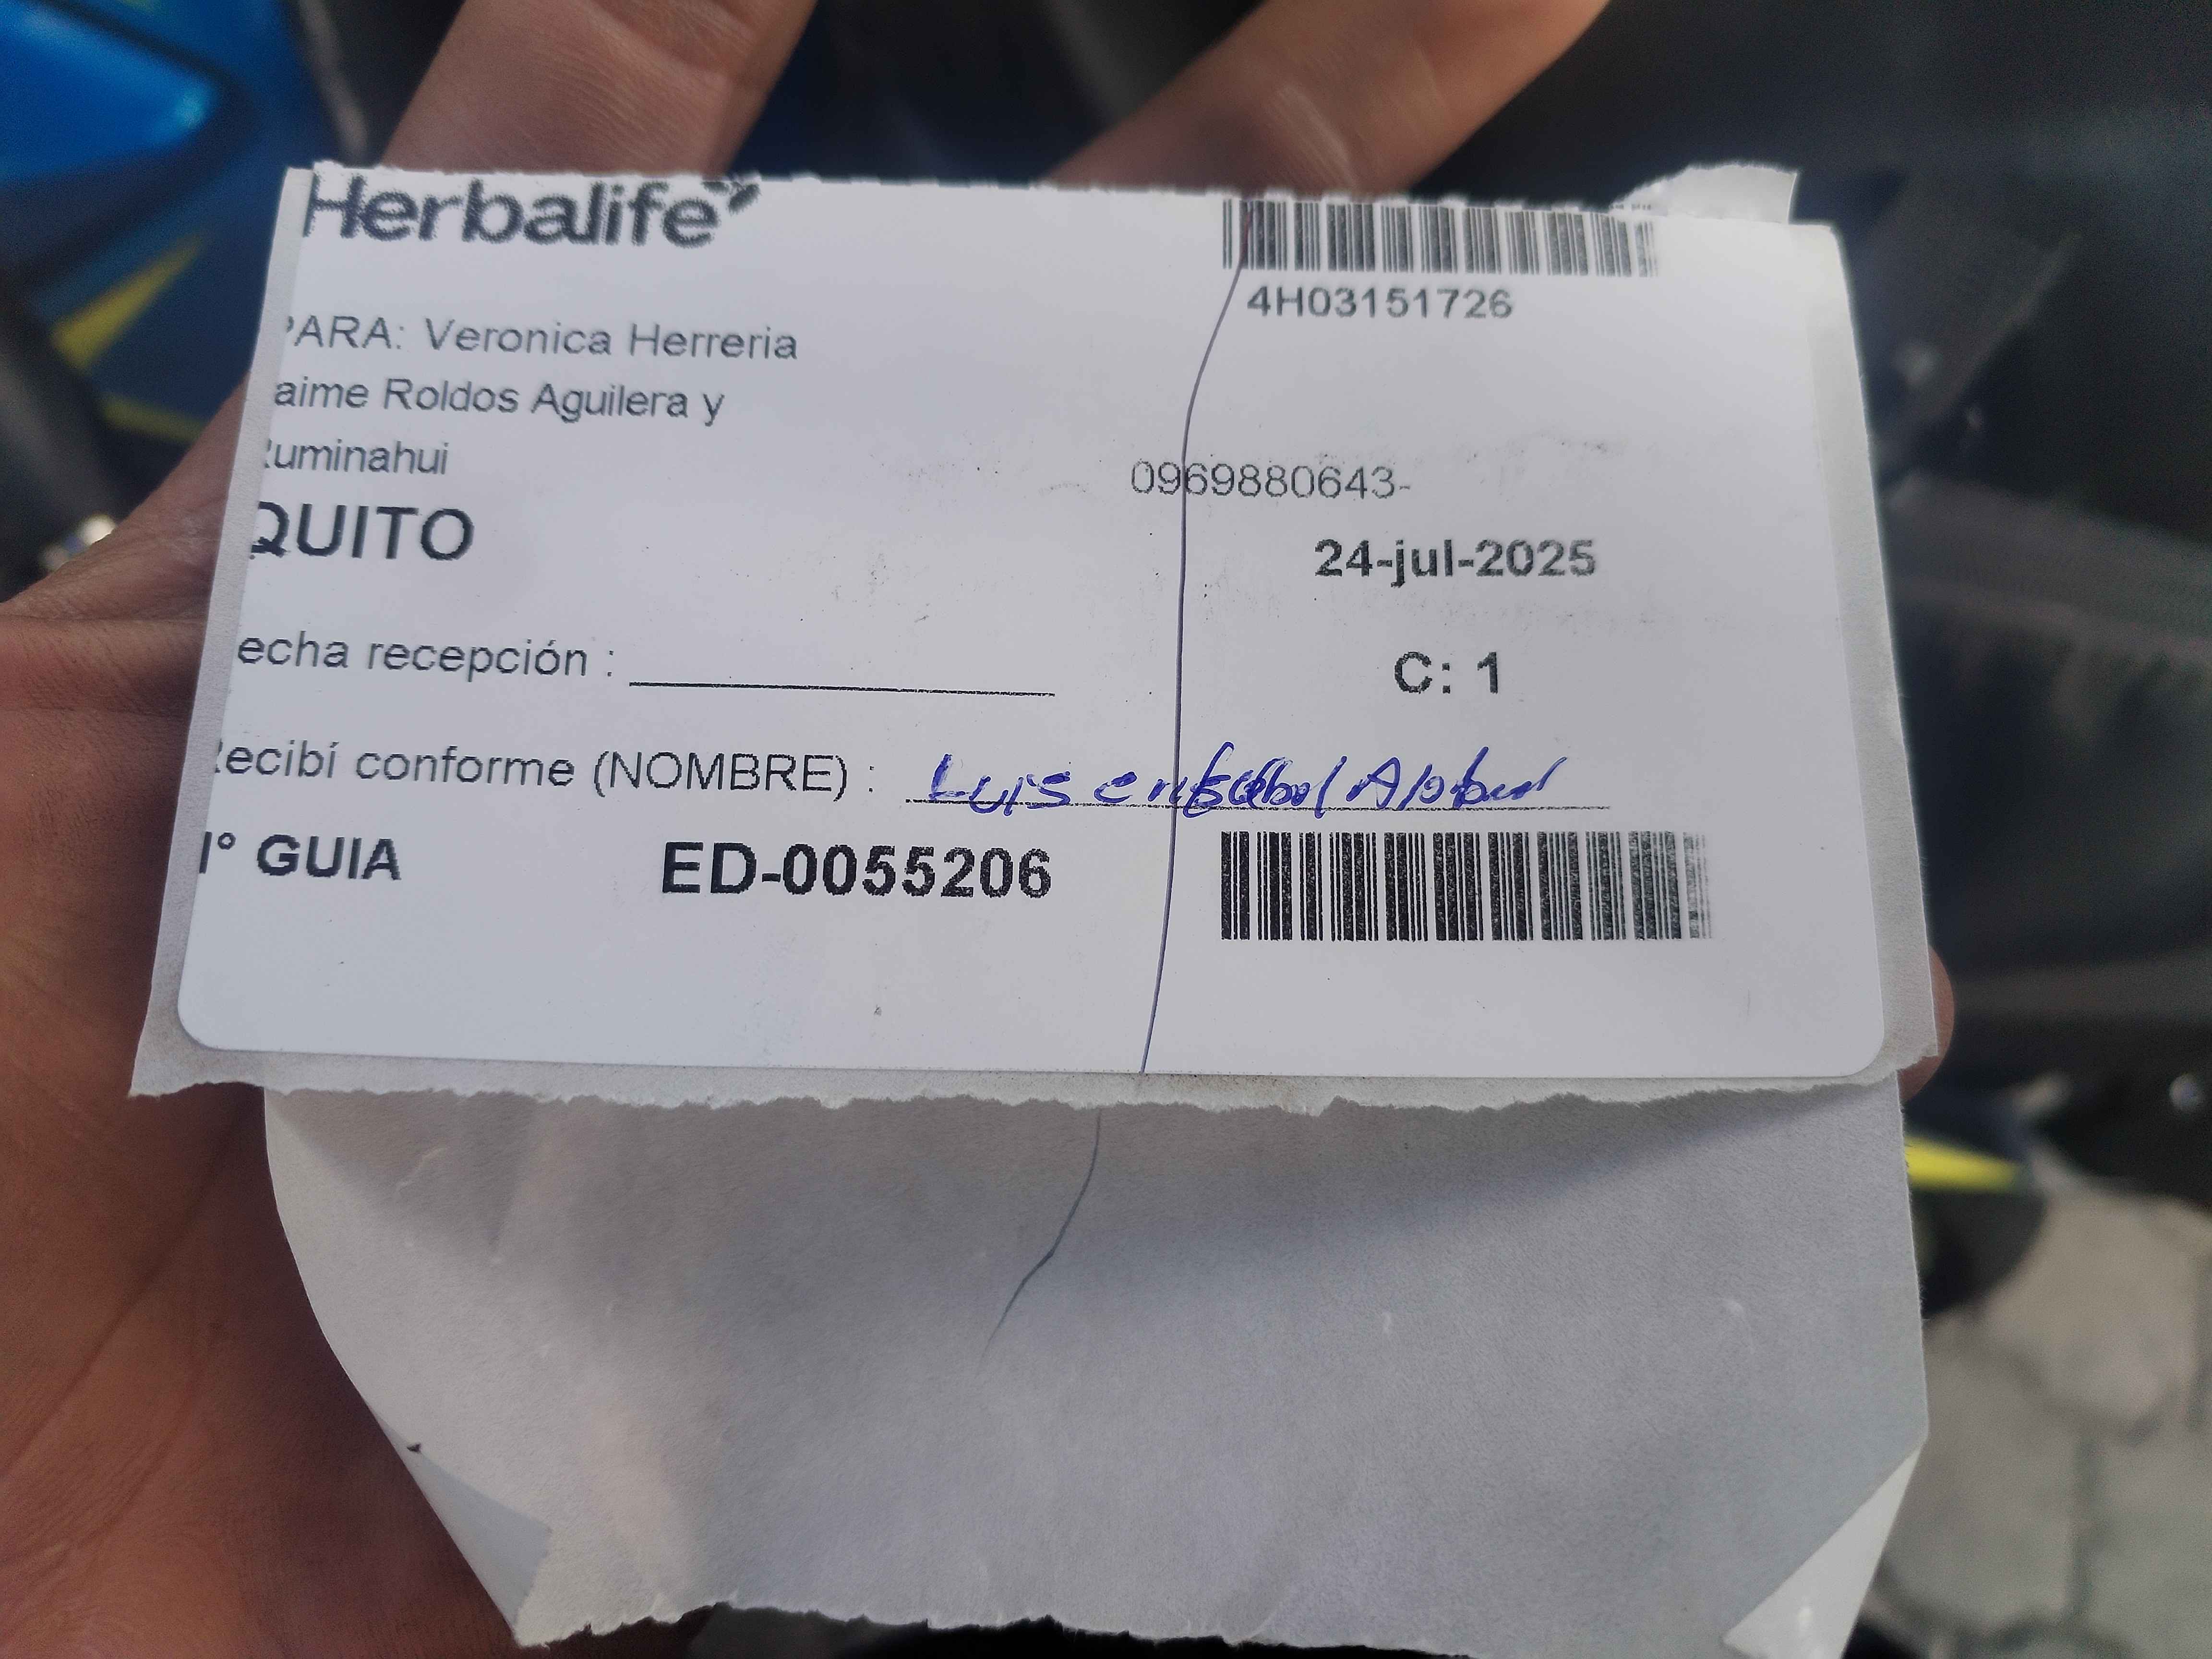 Herbalife
4H03151726
PARA: Veronica Herreria
aime Roldos Aguilera y
uminahui
0969880643-
QUITO
24-jul-2025
echa recepción :
C: 1
ecibí conforme (NOMBRE) : Luis
° GUIA ED-0055206